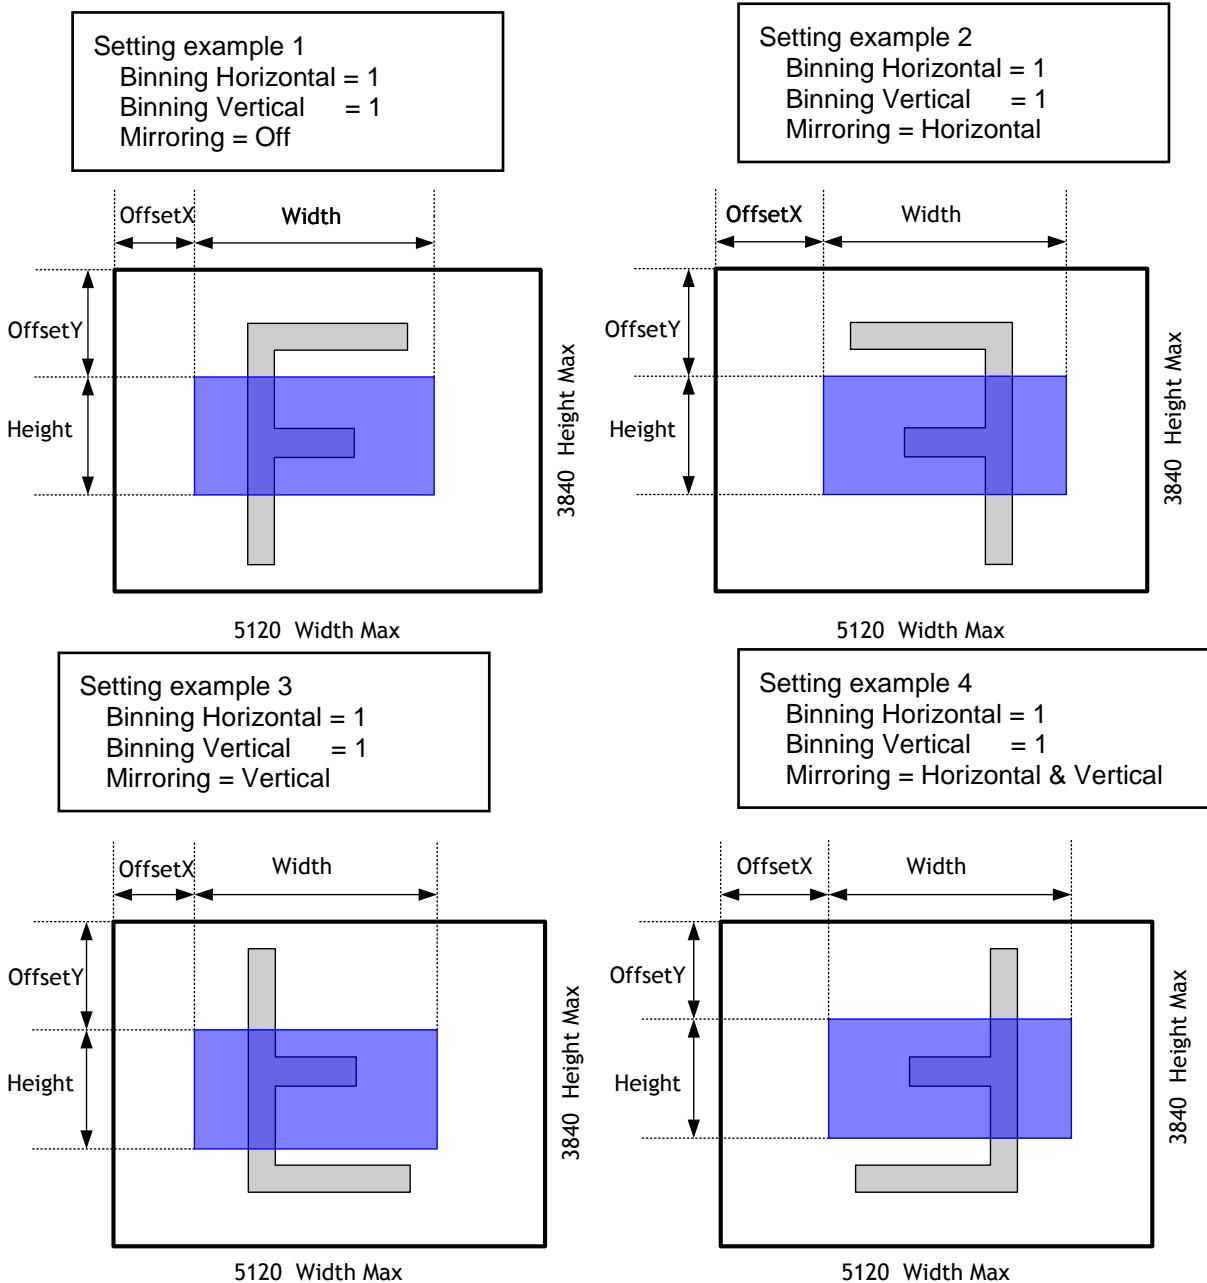 Setting example 1
Binning Horizontal = 1
Binning Vertical = 1
Mirroring = Off
Setting example 2
Binning Horizontal = 1
Binning Vertical = 1
Mirroring = Horizontal
OffsetX
Width
OffsetY
Height
3840 Height Max
5120 Width Max
OffsetX
Width
OffsetY
Height
3840 Height Max
5120 Width Max
Setting example 3
Binning Horizontal = 1
Binning Vertical = 1
Mirroring = Vertical
Setting example 4
Binning Horizontal = 1
Binning Vertical = 1
Mirroring = Horizontal & Vertical
OffsetX
Width
OffsetY
Height
3840 Height Max
5120 Width Max
OffsetX
Width
OffsetY
Height
3840 Height Max
5120 Width Max